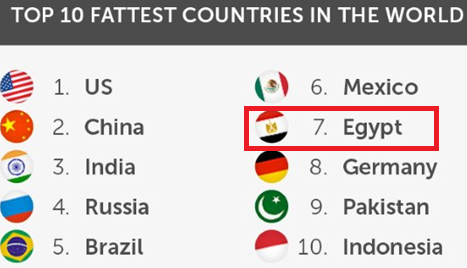 TOP 10 FATTEST COUNTRIES IN THE WORLD
1. US
2. China
3. India
4. Russia
5. Brazil
6. Mexico
7. Egypt
8. Germany
9. Pakistan
10. Indonesia